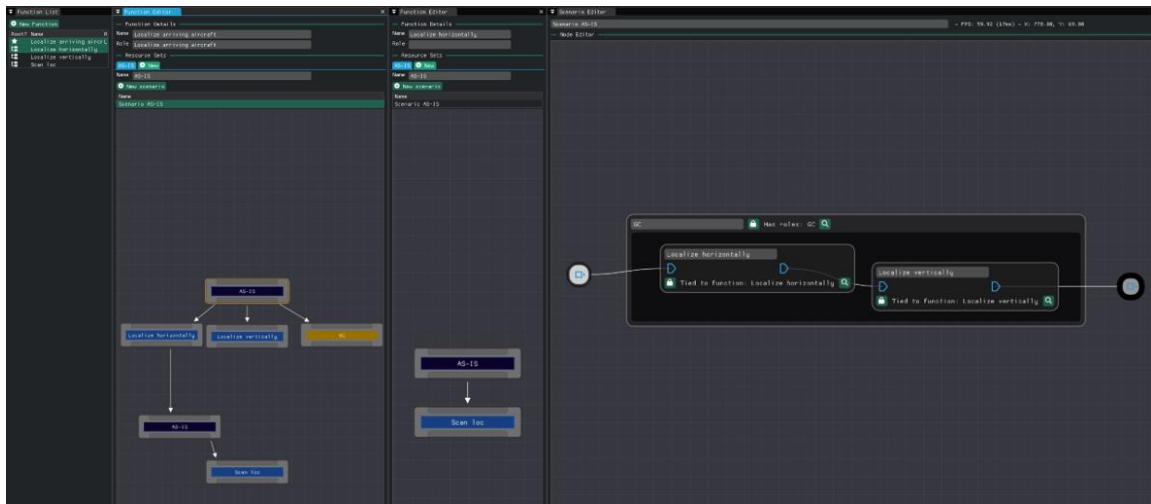 Function List
New Function
Root? Name
Localize arriving aircr
Localize horizontally
Localize vertically
Scan loc
Function Editor
Function Details
Name Localize arriving aircraft
Role Localize arriving aircraft
Resource Sets
AS-IS New
Name AS-IS
New scenario
Name
Scenario AS-IS
AS-IS
Localize horizontally
Localize vertically
GC
AS-IS
Scan loc
Function Editor
Function Details
Name Localize horizontally
Role
Resource Sets
AS-IS New
Name AS-IS
New scenario
Name
Scenario AS-IS
AS-IS
Scan loc
Scenario Editor
Scenario AS-IS
Node Editor
GC Has roles: GC
Localize horizontally
Tied to function: Localize horizontally
Localize vertically
Tied to function: Localize vertically